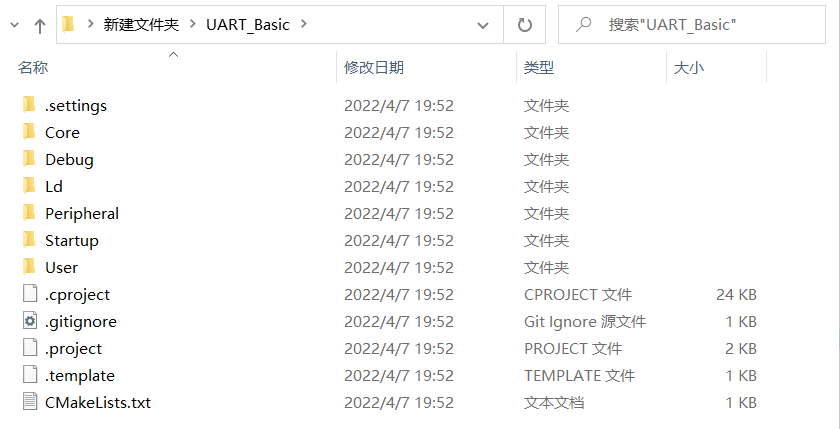 新建文件夹 UART_Basic 搜索"UART_Basic"
名称 修改日期 类型 大小
.settings 2022/4/7 19:52 文件夹
Core 2022/4/7 19:52 文件夹
Debug 2022/4/7 19:52 文件夹
Ld 2022/4/7 19:52 文件夹
Peripheral 2022/4/7 19:52 文件夹
Startup 2022/4/7 19:52 文件夹
User 2022/4/7 19:52 文件夹
.cproject 2022/4/7 19:52 CPROJECT 文件 24 KB
.gitignore 2022/4/7 19:52 Git Ignore 源文件 1 KB
.project 2022/4/7 19:52 PROJECT 文件 2 KB
.template 2022/4/7 19:52 TEMPLATE 文件 1 KB
CMakeLists.txt 2022/4/7 19:52 文本文档 1 KB